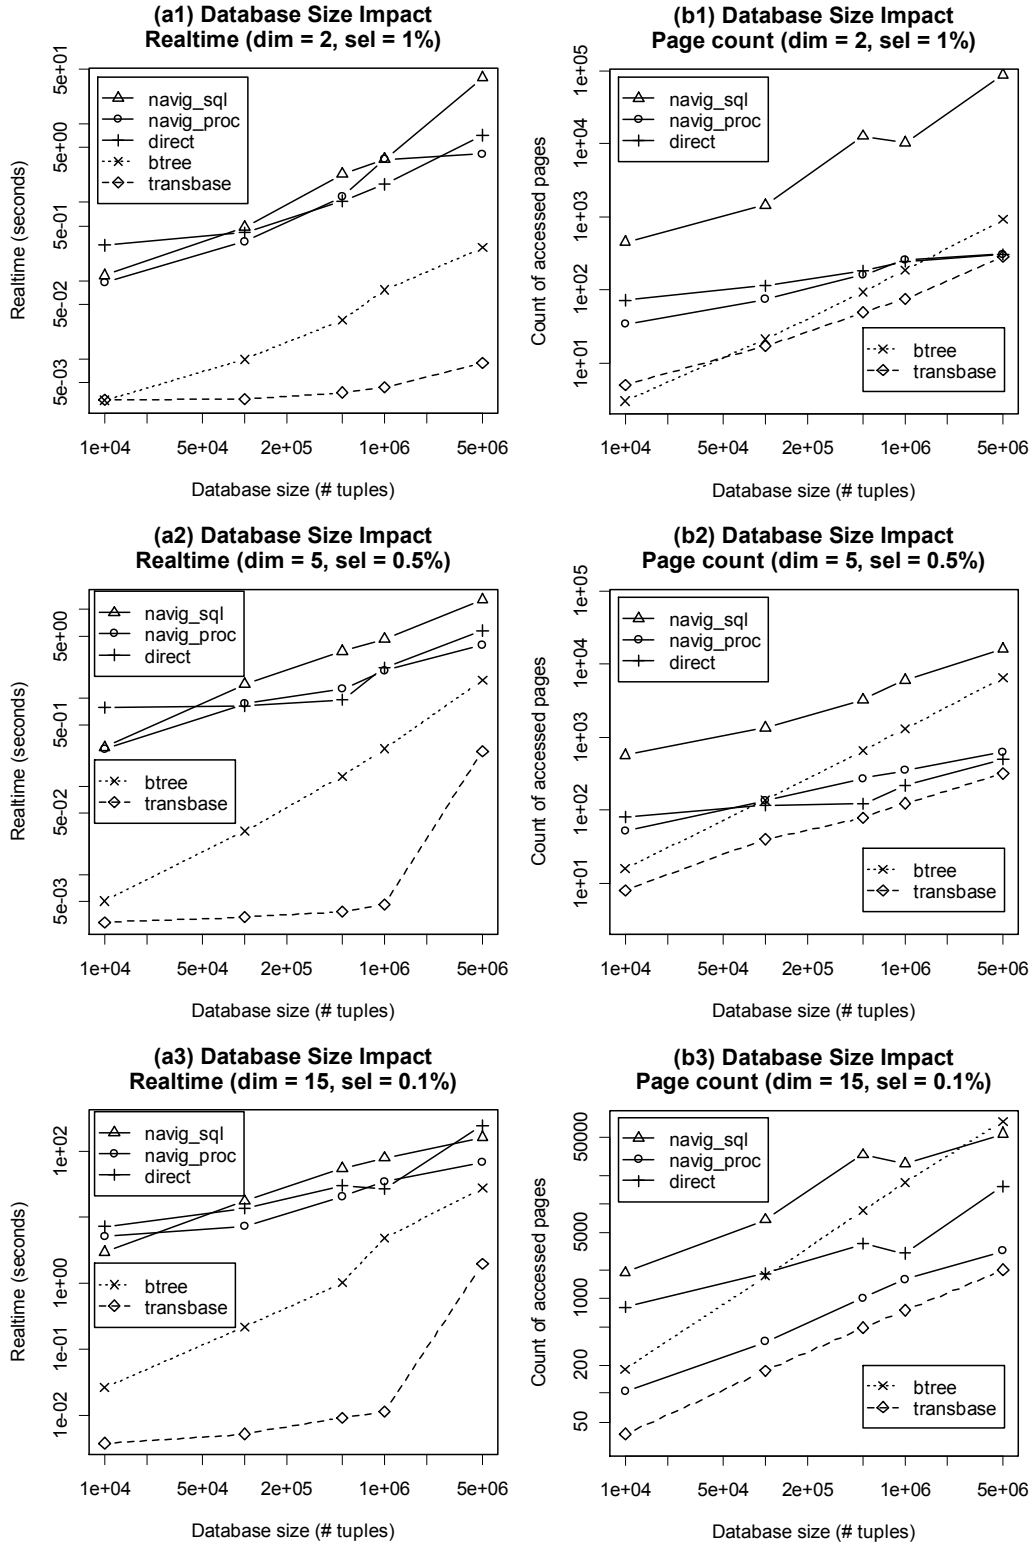 (a1) Database Size Impact
Realtime (dim = 2, sel = 1%)
Realtime (seconds)
5e+01
5e+00
5e-01
5e-02
5e-03
navig_sql
navig_proc
direct
btree
transbase
1e+04
5e+04
2e+05
1e+06
5e+06
Database size (# tuples)
(b1) Database Size Impact
Page count (dim = 2, sel = 1%)
Count of accessed pages
1e+05
1e+04
1e+03
1e+02
1e+01
navig_sql
navig_proc
direct
btree
transbase
1e+04
5e+04
2e+05
1e+06
5e+06
Database size (# tuples)
(a2) Database Size Impact
Realtime (dim = 5, sel = 0.5%)
Realtime (seconds)
5e+00
5e-01
5e-02
5e-03
navig_sql
navig_proc
direct
btree
transbase
1e+04
5e+04
2e+05
1e+06
5e+06
Database size (# tuples)
(b2) Database Size Impact
Page count (dim = 5, sel = 0.5%)
Count of accessed pages
1e+05
1e+04
1e+03
1e+02
1e+01
navig_sql
navig_proc
direct
btree
transbase
1e+04
5e+04
2e+05
1e+06
5e+06
Database size (# tuples)
(a3) Database Size Impact
Realtime (dim = 15, sel = 0.1%)
Realtime (seconds)
1e+02
1e+00
1e-01
1e-02
navig_sql
navig_proc
direct
btree
transbase
1e+04
5e+04
2e+05
1e+06
5e+06
Database size (# tuples)
(b3) Database Size Impact
Page count (dim = 15, sel = 0.1%)
Count of accessed pages
50000
5000
1000
200
50
navig_sql
navig_proc
direct
btree
transbase
1e+04
5e+04
2e+05
1e+06
5e+06
Database size (# tuples)